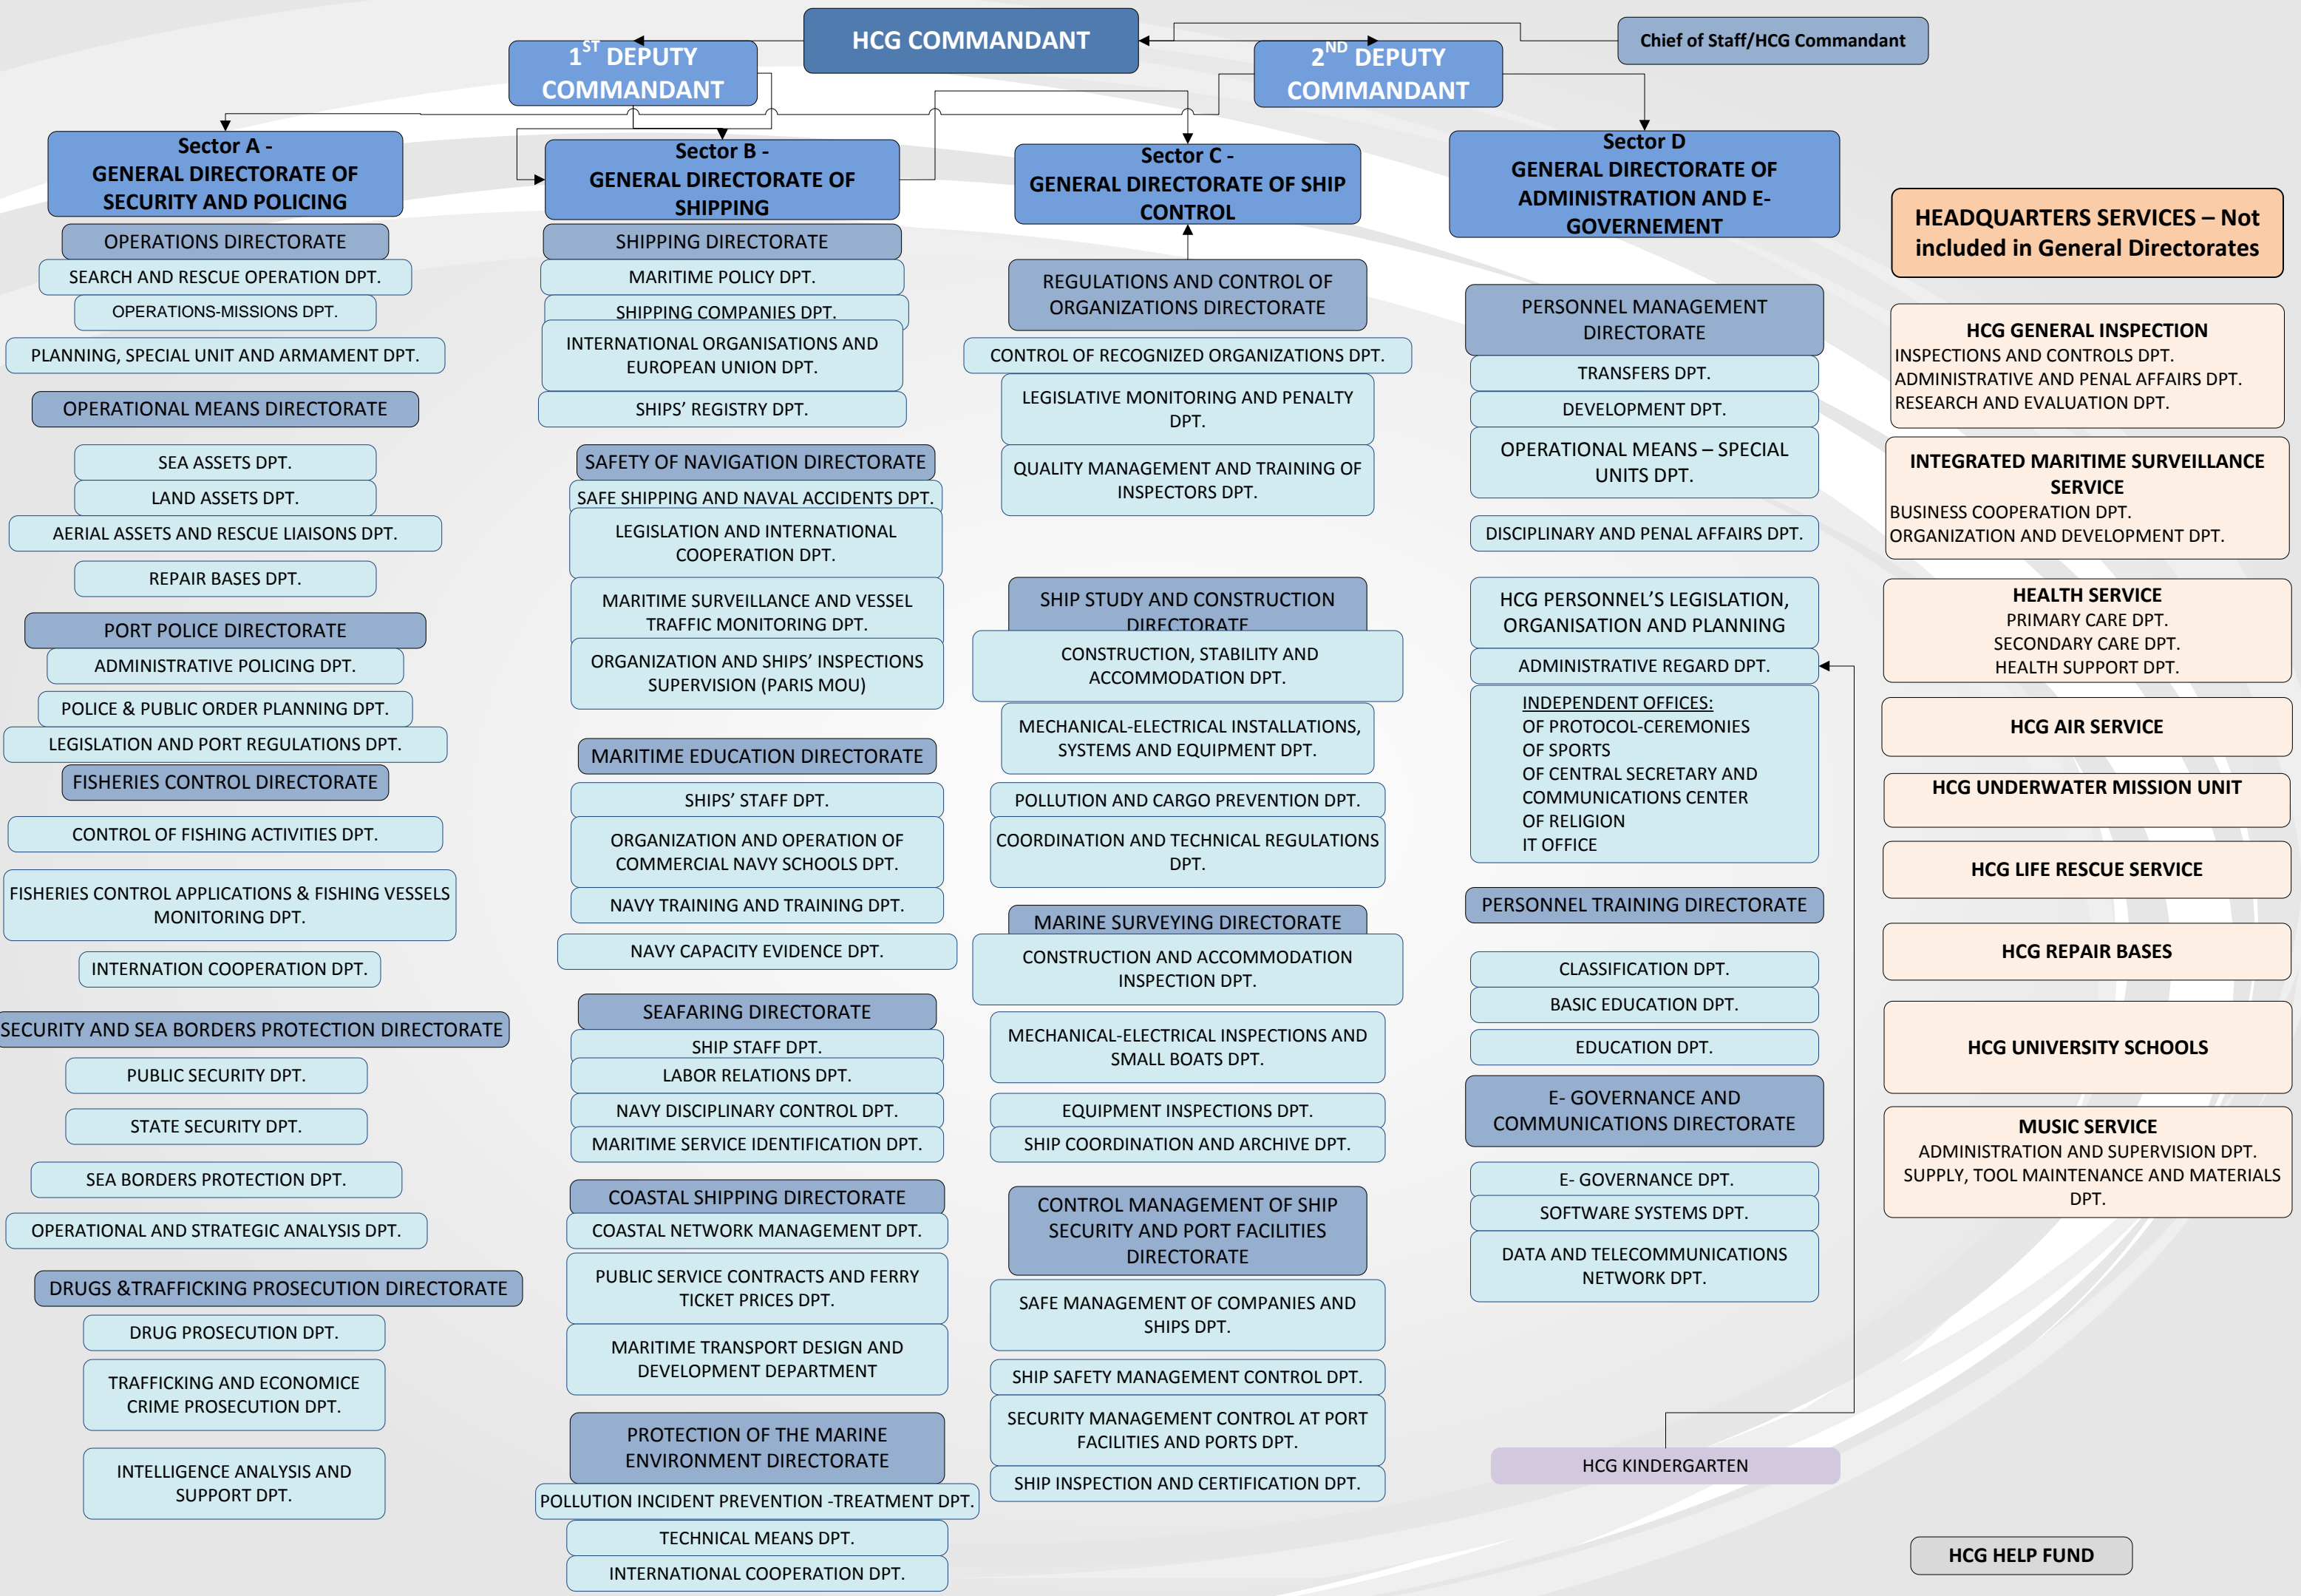 HCG COMMANDANT
Chief of Staff/HCG Commandant
1ST DEPUTY
COMMANDANT
2ND DEPUTY
COMMANDANT
Sector A -
GENERAL DIRECTORATE OF
SECURITY AND POLICING
OPERATIONS DIRECTORATE
SEARCH AND RESCUE OPERATION DPT.
OPERATIONS-MISSIONS DPT.
PLANNING, SPECIAL UNIT AND ARMAMENT DPT.
OPERATIONAL MEANS DIRECTORATE
SEA ASSETS DPT.
LAND ASSETS DPT.
AERIAL ASSETS AND RESCUE LIAISONS DPT.
REPAIR BASES DPT.
PORT POLICE DIRECTORATE
ADMINISTRATIVE POLICING DPT.
POLICE & PUBLIC ORDER PLANNING DPT.
LEGISLATION AND PORT REGULATIONS DPT.
FISHERIES CONTROL DIRECTORATE
CONTROL OF FISHING ACTIVITIES DPT.
FISHERIES CONTROL APPLICATIONS & FISHING VESSELS
MONITORING DPT.
INTERNATION COOPERATION DPT.
SECURITY AND SEA BORDERS PROTECTION DIRECTORATE
PUBLIC SECURITY DPT.
STATE SECURITY DPT.
SEA BORDERS PROTECTION DPT.
OPERATIONAL AND STRATEGIC ANALYSIS DPT.
DRUGS &TRAFFICKING PROSECUTION DIRECTORATE
DRUG PROSECUTION DPT.
TRAFFICKING AND ECONOMICE
CRIME PROSECUTION DPT.
INTELLIGENCE ANALYSIS AND
SUPPORT DPT.
Sector B -
GENERAL DIRECTORATE OF
SHIPPING
SHIPPING DIRECTORATE
MARITIME POLICY DPT.
SHIPPING COMPANIES DPT.
INTERNATIONAL ORGANISATIONS AND
EUROPEAN UNION DPT.
SHIPS’ REGISTRY DPT.
SAFETY OF NAVIGATION DIRECTORATE
SAFE SHIPPING AND NAVAL ACCIDENTS DPT.
LEGISLATION AND INTERNATIONAL
COOPERATION DPT.
MARITIME SURVEILLANCE AND VESSEL
TRAFFIC MONITORING DPT.
ORGANIZATION AND SHIPS’ INSPECTIONS
SUPERVISION (PARIS MOU)
MARITIME EDUCATION DIRECTORATE
SHIPS’ STAFF DPT.
ORGANIZATION AND OPERATION OF
COMMERCIAL NAVY SCHOOLS DPT.
NAVY TRAINING AND TRAINING DPT.
NAVY CAPACITY EVIDENCE DPT.
SEAFARING DIRECTORATE
SHIP STAFF DPT.
LABOR RELATIONS DPT.
NAVY DISCIPLINARY CONTROL DPT.
MARITIME SERVICE IDENTIFICATION DPT.
COASTAL SHIPPING DIRECTORATE
COASTAL NETWORK MANAGEMENT DPT.
PUBLIC SERVICE CONTRACTS AND FERRY
TICKET PRICES DPT.
MARITIME TRANSPORT DESIGN AND
DEVELOPMENT DEPARTMENT
PROTECTION OF THE MARINE
ENVIRONMENT DIRECTORATE
POLLUTION INCIDENT PREVENTION -TREATMENT DPT.
TECHNICAL MEANS DPT.
INTERNATIONAL COOPERATION DPT.
Sector C -
GENERAL DIRECTORATE OF SHIP
CONTROL
REGULATIONS AND CONTROL OF
ORGANIZATIONS DIRECTORATE
CONTROL OF RECOGNIZED ORGANIZATIONS DPT.
LEGISLATIVE MONITORING AND PENALTY
DPT.
QUALITY MANAGEMENT AND TRAINING OF
INSPECTORS DPT.
SHIP STUDY AND CONSTRUCTION
DIRECTORATE
CONSTRUCTION, STABILITY AND
ACCOMMODATION DPT.
MECHANICAL-ELECTRICAL INSTALLATIONS,
SYSTEMS AND EQUIPMENT DPT.
POLLUTION AND CARGO PREVENTION DPT.
COORDINATION AND TECHNICAL REGULATIONS
DPT.
MARINE SURVEYING DIRECTORATE
CONSTRUCTION AND ACCOMMODATION
INSPECTION DPT.
MECHANICAL-ELECTRICAL INSPECTIONS AND
SMALL BOATS DPT.
EQUIPMENT INSPECTIONS DPT.
SHIP COORDINATION AND ARCHIVE DPT.
CONTROL MANAGEMENT OF SHIP
SECURITY AND PORT FACILITIES
DIRECTORATE
SAFE MANAGEMENT OF COMPANIES AND
SHIPS DPT.
SHIP SAFETY MANAGEMENT CONTROL DPT.
SECURITY MANAGEMENT CONTROL AT PORT
FACILITIES AND PORTS DPT.
SHIP INSPECTION AND CERTIFICATION DPT.
Sector D
GENERAL DIRECTORATE OF
ADMINISTRATION AND E-
GOVERNEMENT
PERSONNEL MANAGEMENT
DIRECTORATE
TRANSFERS DPT.
DEVELOPMENT DPT.
OPERATIONAL MEANS – SPECIAL
UNITS DPT.
DISCIPLINARY AND PENAL AFFAIRS DPT.
HCG PERSONNEL’S LEGISLATION,
ORGANISATION AND PLANNING
ADMINISTRATIVE REGARD DPT.
INDEPENDENT OFFICES:
OF PROTOCOL-CEREMONIES
OF SPORTS
OF CENTRAL SECRETARY AND
COMMUNICATIONS CENTER
OF RELIGION
IT OFFICE
PERSONNEL TRAINING DIRECTORATE
CLASSIFICATION DPT.
BASIC EDUCATION DPT.
EDUCATION DPT.
E- GOVERNANCE AND
COMMUNICATIONS DIRECTORATE
E- GOVERNANCE DPT.
SOFTWARE SYSTEMS DPT.
DATA AND TELECOMMUNICATIONS
NETWORK DPT.
HCG KINDERGARTEN
HEADQUARTERS SERVICES – Not
included in General Directorates
HCG GENERAL INSPECTION
INSPECTIONS AND CONTROLS DPT.
ADMINISTRATIVE AND PENAL AFFAIRS DPT.
RESEARCH AND EVALUATION DPT.
INTEGRATED MARITIME SURVEILLANCE
SERVICE
BUSINESS COOPERATION DPT.
ORGANIZATION AND DEVELOPMENT DPT.
HEALTH SERVICE
PRIMARY CARE DPT.
SECONDARY CARE DPT.
HEALTH SUPPORT DPT.
HCG AIR SERVICE
HCG UNDERWATER MISSION UNIT
HCG LIFE RESCUE SERVICE
HCG REPAIR BASES
HCG UNIVERSITY SCHOOLS
MUSIC SERVICE
ADMINISTRATION AND SUPERVISION DPT.
SUPPLY, TOOL MAINTENANCE AND MATERIALS
DPT.
HCG HELP FUND